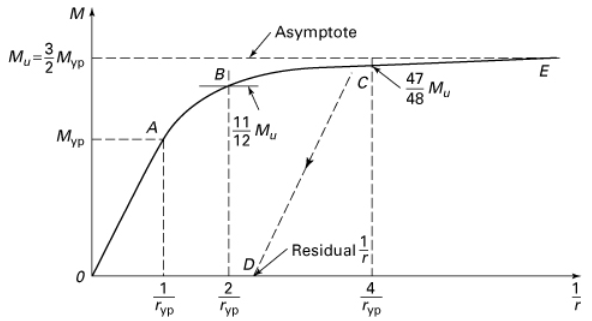 M
Asymptote
M_u = 3/2 M_yp
B
E
C
47/48 M_u
A
11/12 M_u
M_yp
D
Residual 1/r
0
1/r_yp
2/r_yp
4/r_yp
1/r